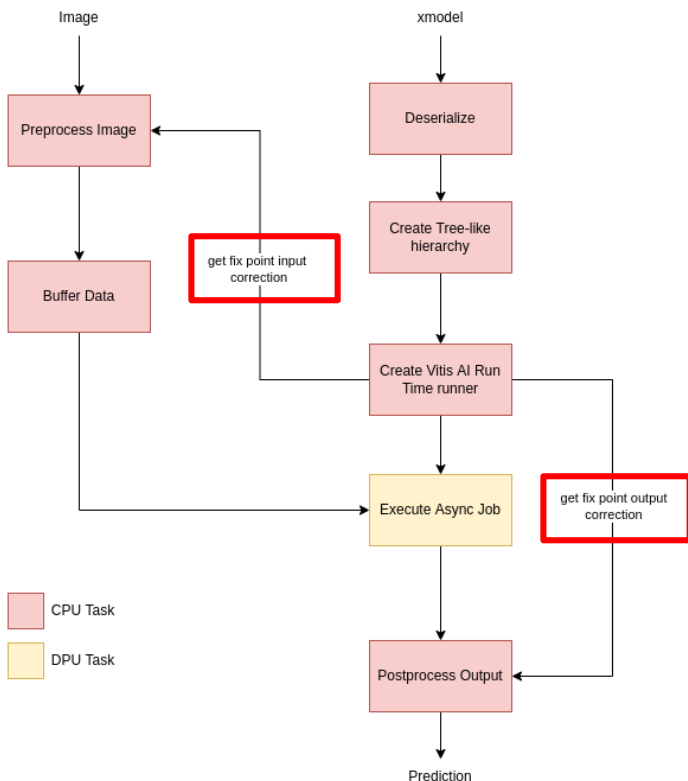 Image
xmodel
Preprocess Image
Deserialize
Create Tree-like
hierarchy
get fix point input
correction
Buffer Data
Create Vitis AI Run
Time runner
Execute Async Job
get fix point output
correction
CPU Task
DPU Task
Postprocess Output
Prediction